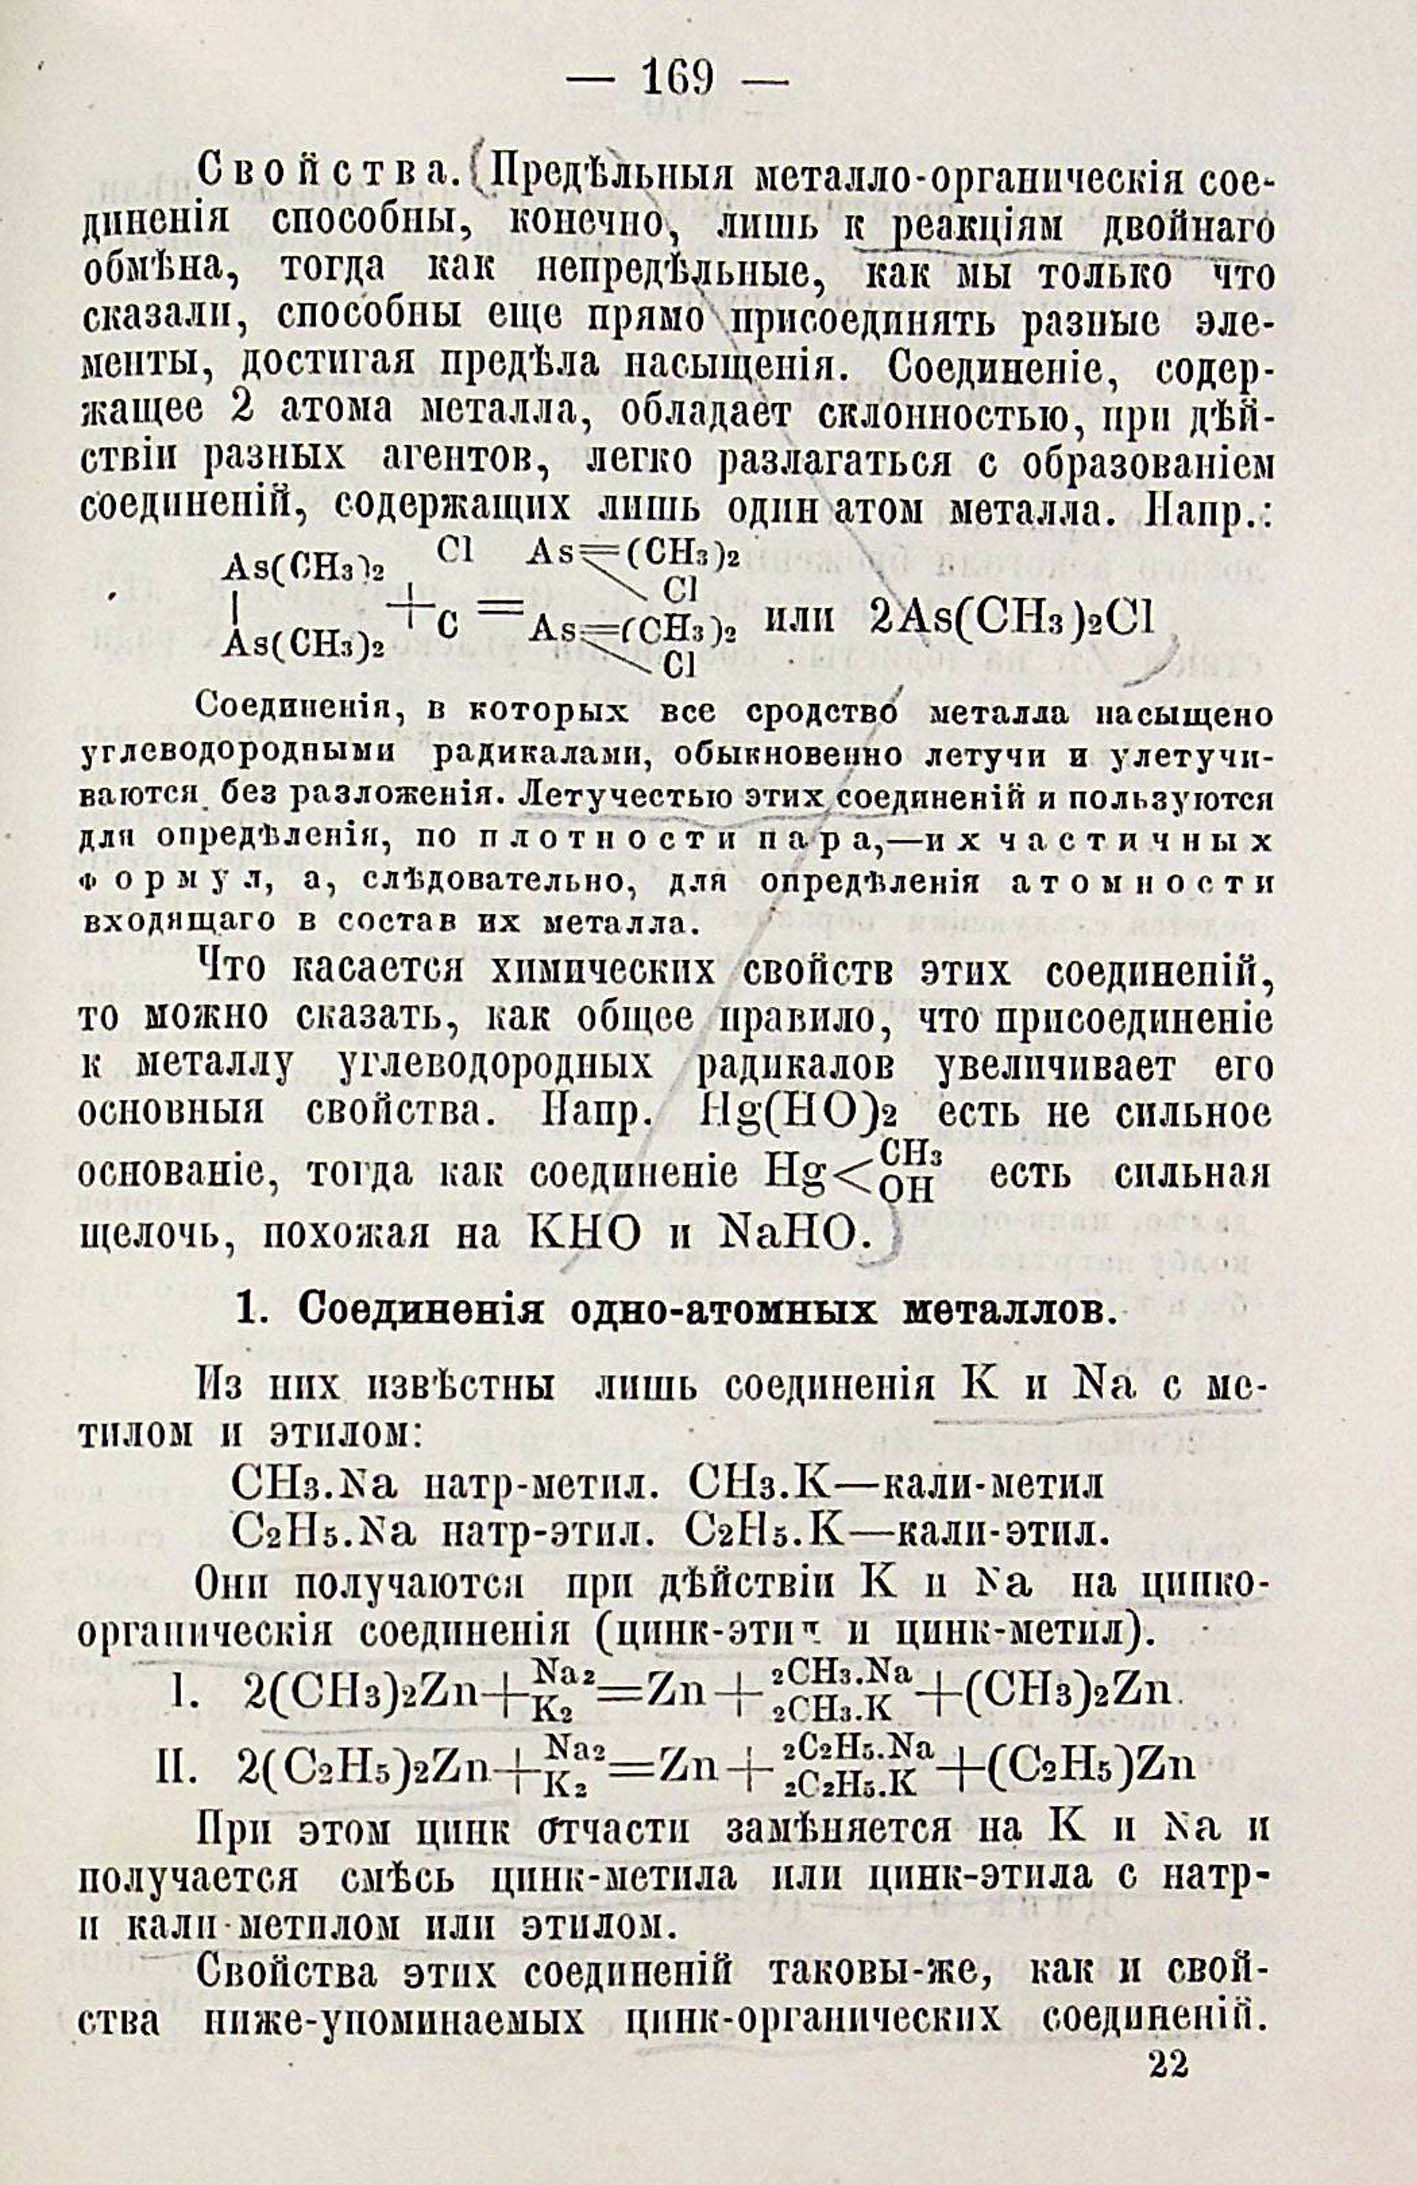 — 169 —
Свойства. (Предѣльныя металло-органическія сое-
диненія способны, конечно, лишь к реакціям двойнаго
обмѣна, тогда как непредѣльные, как мы только что
сказали, способны еще прямо присоединять разные эле-
менты, достигая предѣла насыщенія. Соединеніе, содер-
жащее 2 атома металла, обладает склонностью, при дѣй-
ствіи разных агентов, легко разлагаться с образованіем
соединеній, содержащих лишь один атом металла. Напр.:
As(CH₃)₂ Cl As=(CH₃)₂
| + = \ Cl
As(CH₃)₂ C As=(CH₃)₂ или 2As(CH₃)₂Cl
\ Cl
Соединенія, в которых все сродство металла насыщено
углеводородными радикалами, обыкновенно летучи и улетучи-
ваются без разложенія. Летучестью этих соединеній и пользуются
для опредѣленія, по плотности пара,—их частичных
формул, а, слѣдовательно, для опредѣленія атомности
входящаго в состав их металла.
Что касается химических свойств этих соединеній,
то можно сказать, как общее правило, что присоединеніе
к металлу углеводородных радикалов увеличивает его
основныя свойства. Напр. Hg(HO)₂ есть не сильное
основаніе, тогда как соединеніе Hg<CH₃ OH есть сильная
щелочь, похожая на KHO и NaHO.)
1. Соединенія одно-атомных металлов.
Из них извѣстны лишь соединенія K и Na с ме-
тилом и этилом:
CH₃.Na натр-метил. CH₃.K—кали-метил
C₂H₅.Na натр-этил. C₂H₅.K—кали-этил.
Они получаются при дѣйствіи K и Na на цинко-
органическія соединенія (цинк-этил и цинк-метил).
I. 2(CH₃)₂Zn+Na₂ K₂=Zn+2CH₃.Na 2CH₃.K+(CH₃)₂Zn.
II. 2(C₂H₅)₂Zn+Na₂ K₂=Zn+2C₂H₅.Na 2C₂H₅.K+(C₂H₅)Zn
При этом цинк отчасти замѣняется на K и Na и
получается смѣсь цинк-метила или цинк-этила с натр-
и кали-метилом или этилом.
Свойства этих соединеній таковы-же, как и свой-
ства ниже-упоминаемых цинк-органических соединеній.
22